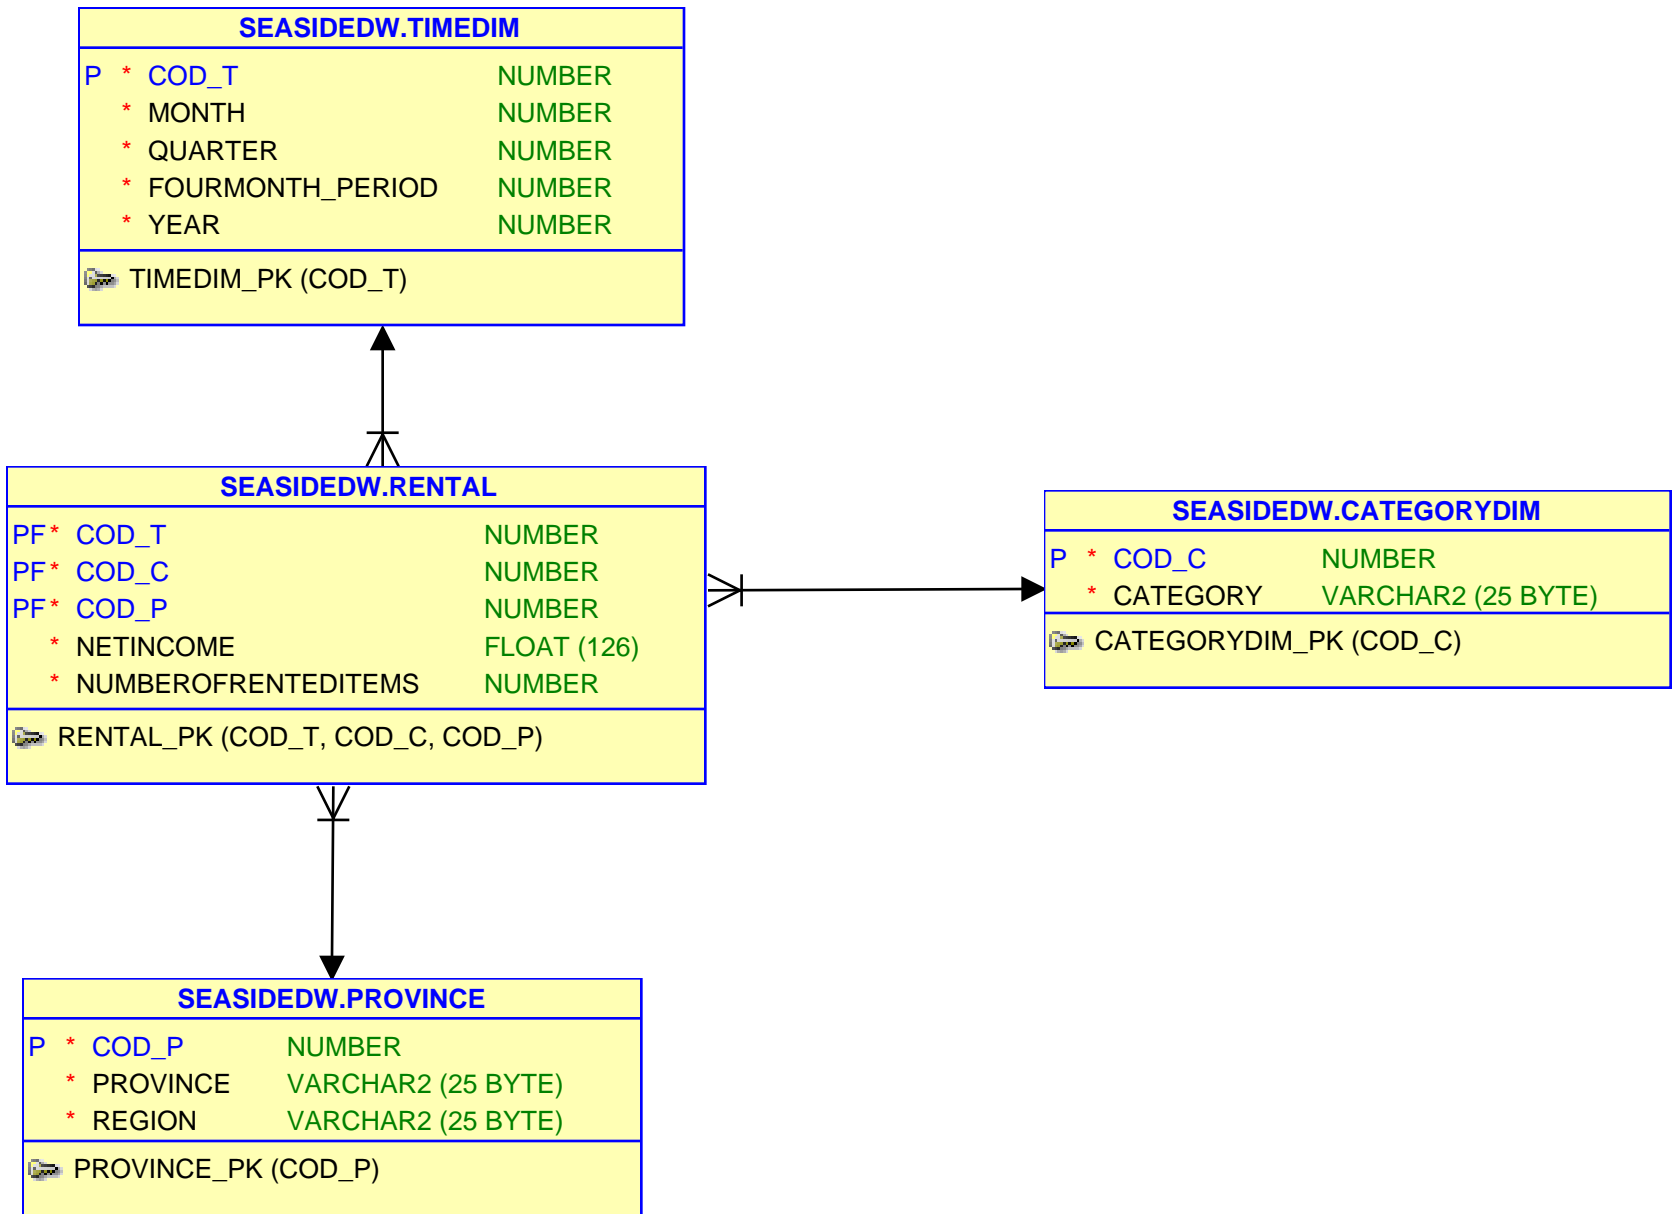 SEASIDEDW.TIMEDIM
P * COD_T NUMBER
* MONTH NUMBER
* QUARTER NUMBER
* FOURMONTH_PERIOD NUMBER
* YEAR NUMBER
TIMEDIM_PK (COD_T)
SEASIDEDW.RENTAL
PF* COD_T NUMBER
PF* COD_C NUMBER
PF* COD_P NUMBER
* NETINCOME FLOAT (126)
* NUMBEROFRENTEDITEMS NUMBER
RENTAL_PK (COD_T, COD_C, COD_P)
SEASIDEDW.CATEGORYDIM
P * COD_C NUMBER
* CATEGORY VARCHAR2 (25 BYTE)
CATEGORYDIM_PK (COD_C)
SEASIDEDW.PROVINCE
P * COD_P NUMBER
* PROVINCE VARCHAR2 (25 BYTE)
* REGION VARCHAR2 (25 BYTE)
PROVINCE_PK (COD_P)